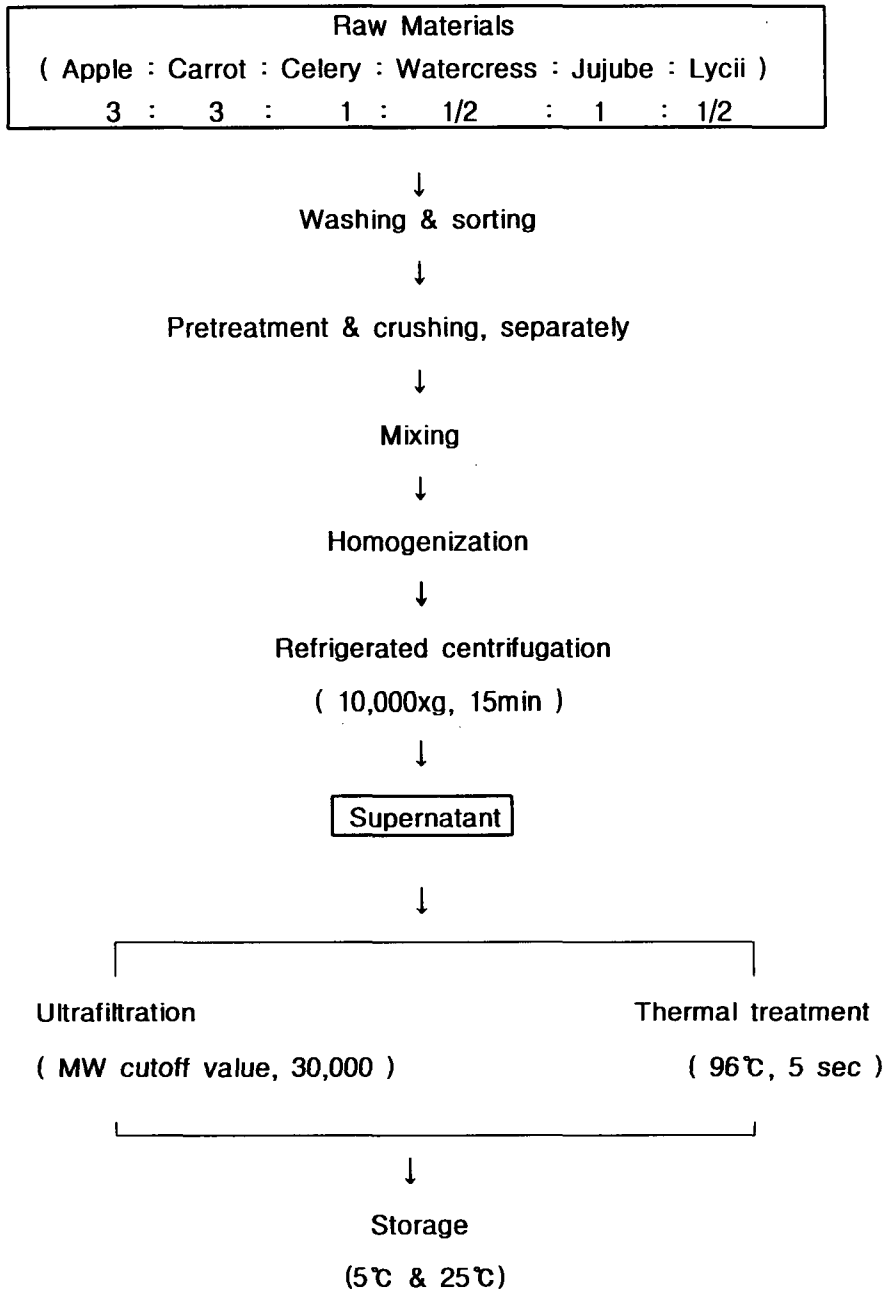 Raw Materials
( Apple : Carrot : Celery : Watercress : Jujube : Lycii )
3 : 3 : 1 : 1/2 : 1 : 1/2
↓
Washing & sorting
↓
Pretreatment & crushing, separately
↓
Mixing
↓
Homogenization
↓
Refrigerated centrifugation
( 10,000xg, 15min )
↓
Supernatant
↓
Ultrafiltration Thermal treatment
( MW cutoff value, 30,000 ) ( 96℃, 5 sec )
↓
Storage
(5℃ & 25℃)